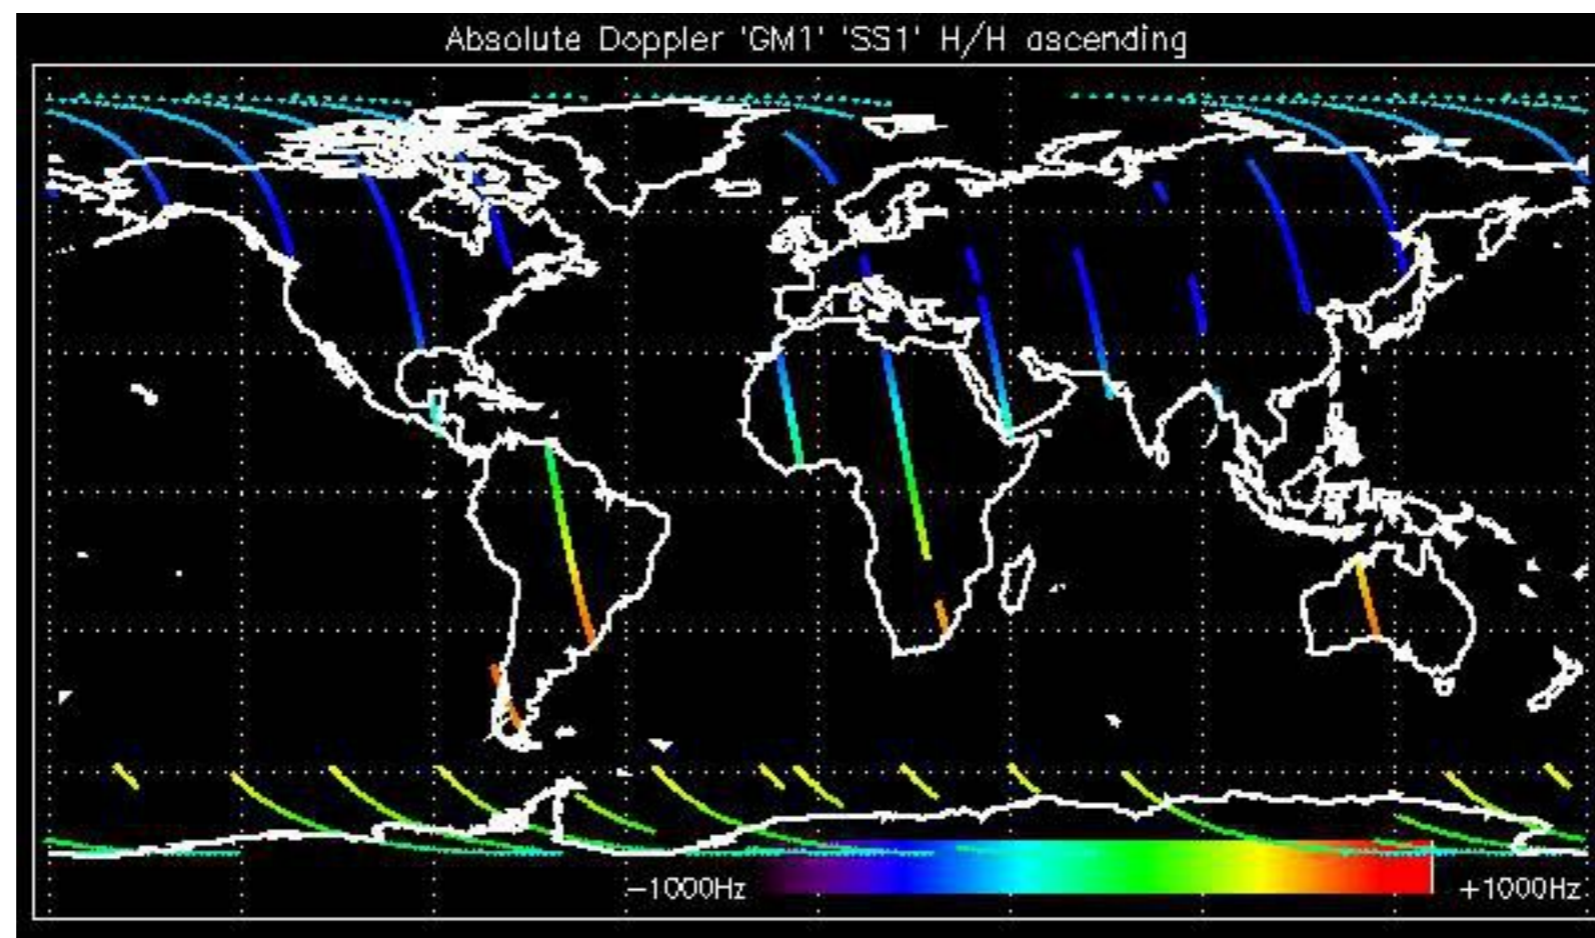 Absolute Doppler 'GM1' 'SS1' H/H ascending
−1000Hz
+1000Hz